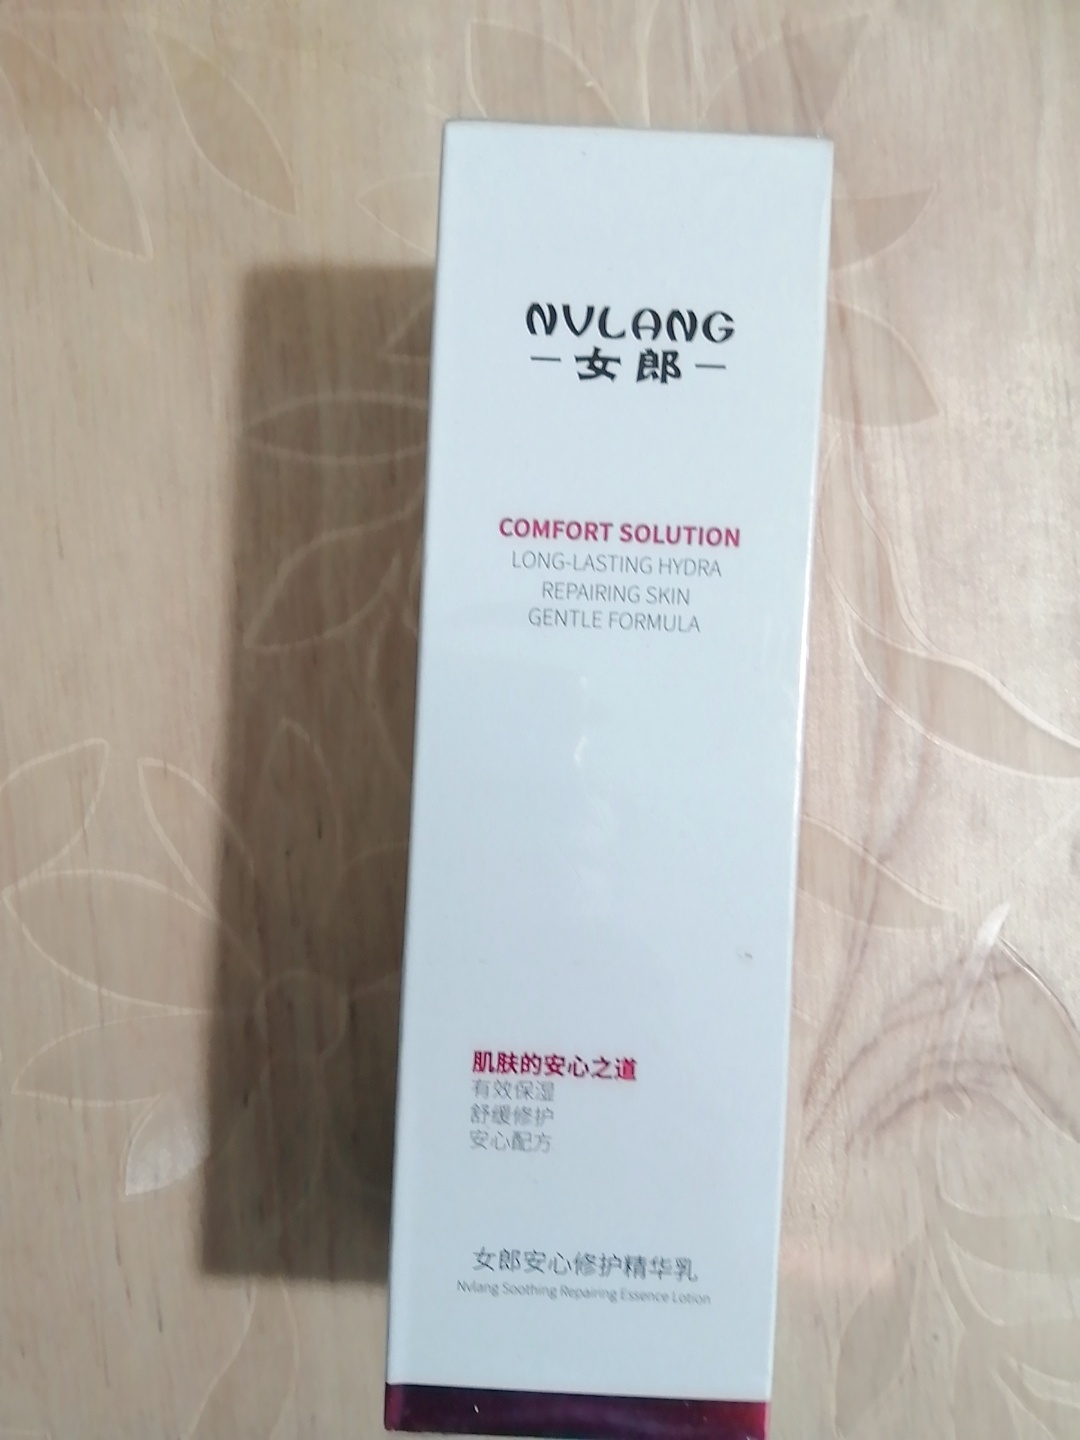 NVLANG
女郎
COMFORT SOLUTION
LONG-LASTING HYDRA
REPAIRING SKIN
GENTLE FORMULA
肌肤的安心之道
有效保湿
舒缓修护
安心配方
女郎安心修护精华乳
Nvlang Soothing Repairing Essence Lotion